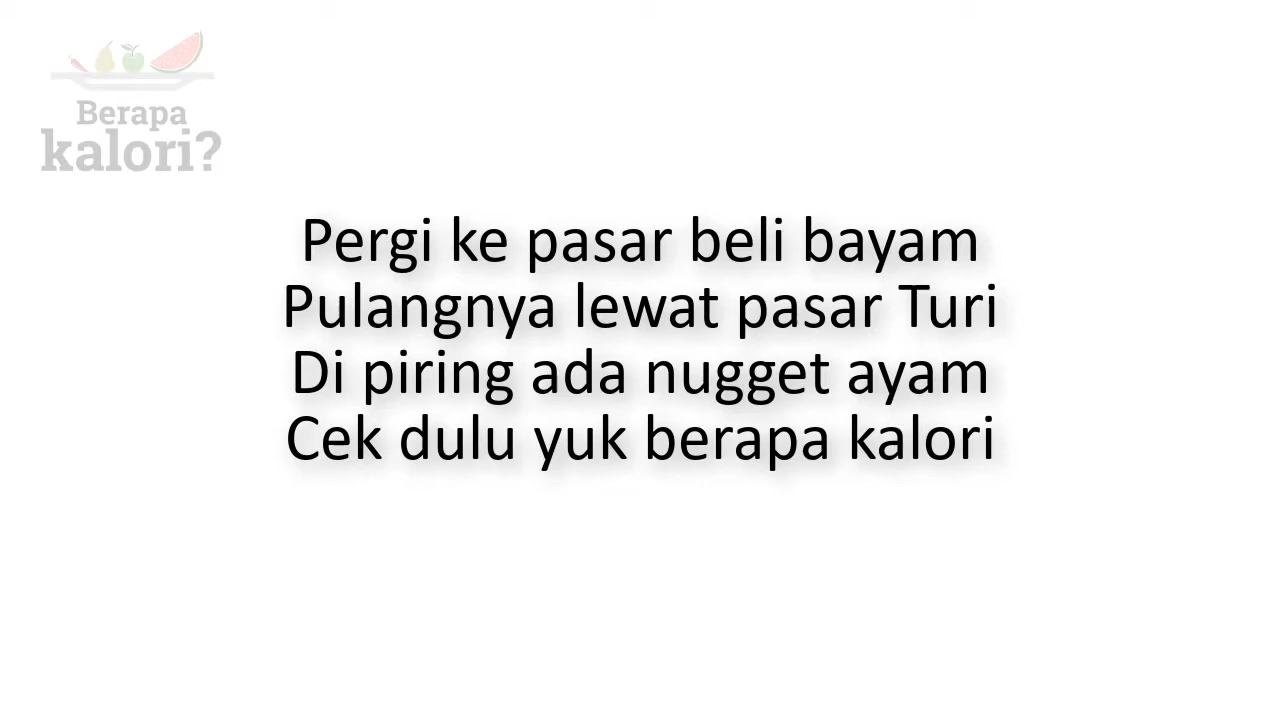 Berapa
kalori?
Pergi ke pasar beli bayam
Pulangnya lewat pasar Turi
Di piring ada nugget ayam
Cek dulu yuk berapa kalori